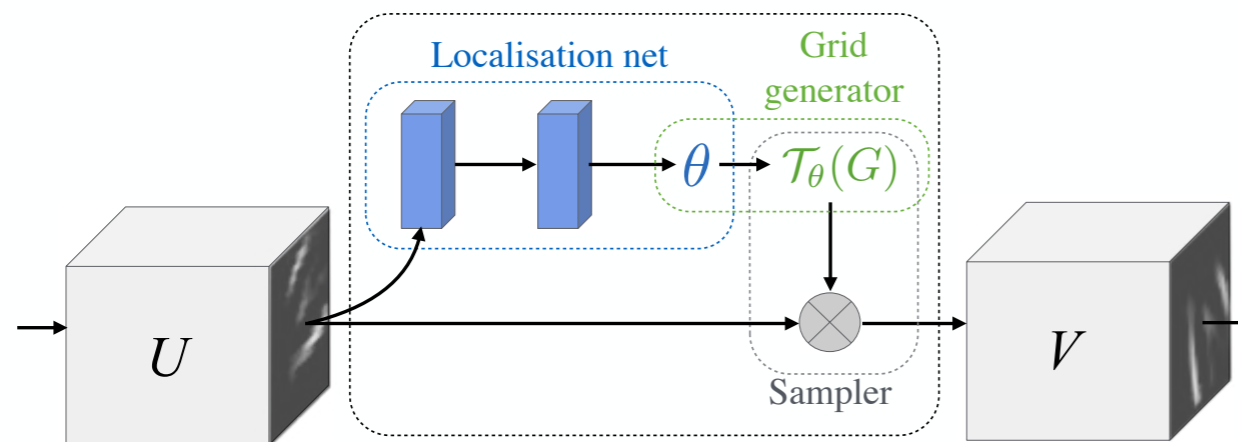 Localisation net
Grid
generator
θ
𝒯θ(G)
U
V
Sampler